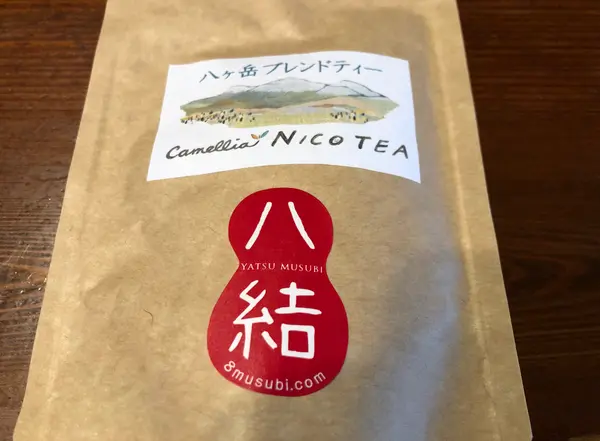 八ヶ岳ブレンドティー
Camellia NICO TEA
八
YATSU MUSUBI
結
8musubi.com